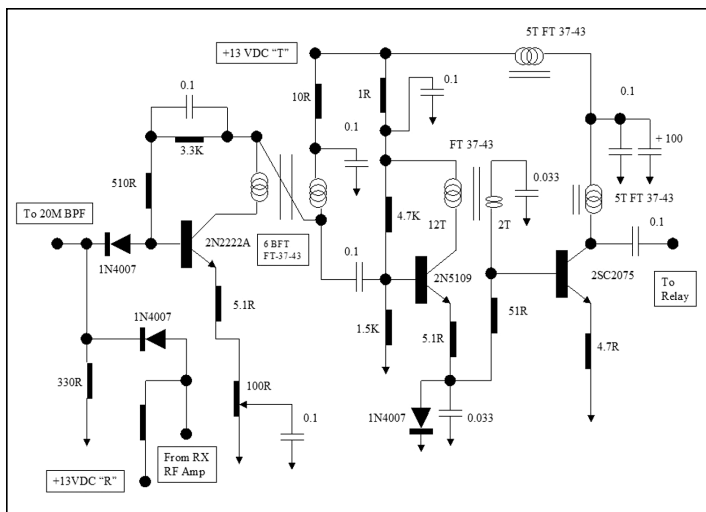 5T FT 37-43
+13 VDC “T”
0.1
10R
1R
0.1
0.1
0.1
3.3K
FT 37-43
+ 100
510R
0.033
5T FT 37-43
To 20M BPF
4.7K
12T
2T
0.1
2N2222A
6 BFT
FT-37-43
0.1
1N4007
2N5109
2SC2075
To
Relay
5.1R
51R
1N4007
1.5K
5.1R
4.7R
330R
100R
1N4007
0.033
0.1
From RX
RF Amp
+13VDC “R”